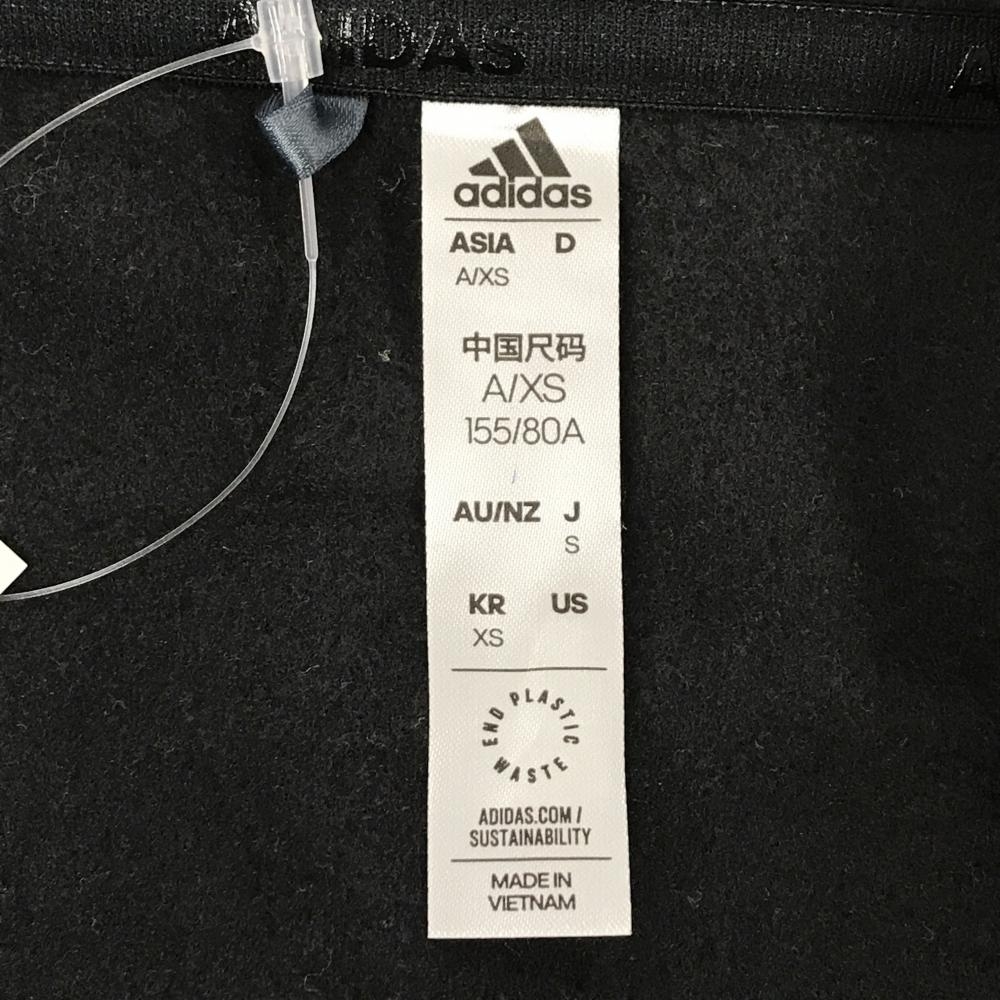 ADIDAS
A
adidas
ASIA D
A/XS
中国尺码
A/XS
155/80A
AU/NZ J
S
KR US
XS
END PLASTIC WASTE
ADIDAS.COM /
SUSTAINABILITY
MADE IN
VIETNAM